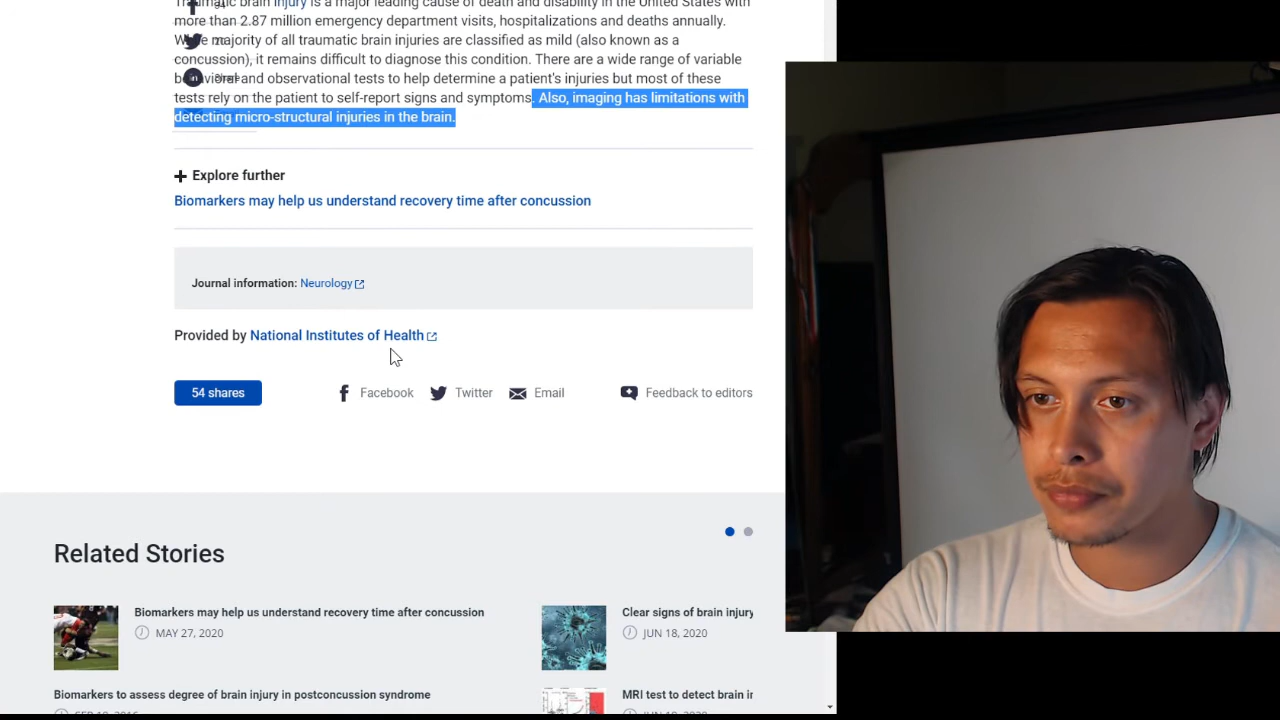 Traumatic brain injury is a major leading cause of death and disability in the United States with
more than 2.87 million emergency department visits, hospitalizations and deaths annually.
majority of all traumatic brain injuries are classified as mild (also known as a
concussion), it remains difficult to diagnose this condition. There are a wide range of variable
and observational tests to help determine a patient's injuries but most of these
tests rely on the patient to self-report signs and symptoms. Also, imaging has limitations with
detecting micro-structural injuries in the brain.
Explore further
Biomarkers may help us understand recovery time after concussion
Journal information: Neurology
Provided by National Institutes of Health
54 shares
Facebook
Twitter
Email
Feedback to editors
Related Stories
Biomarkers may help us understand recovery time after concussion
MAY 27, 2020
Clear signs of brain injury
JUN 18, 2020
Biomarkers to assess degree of brain injury in postconcussion syndrome
MRI test to detect brain in